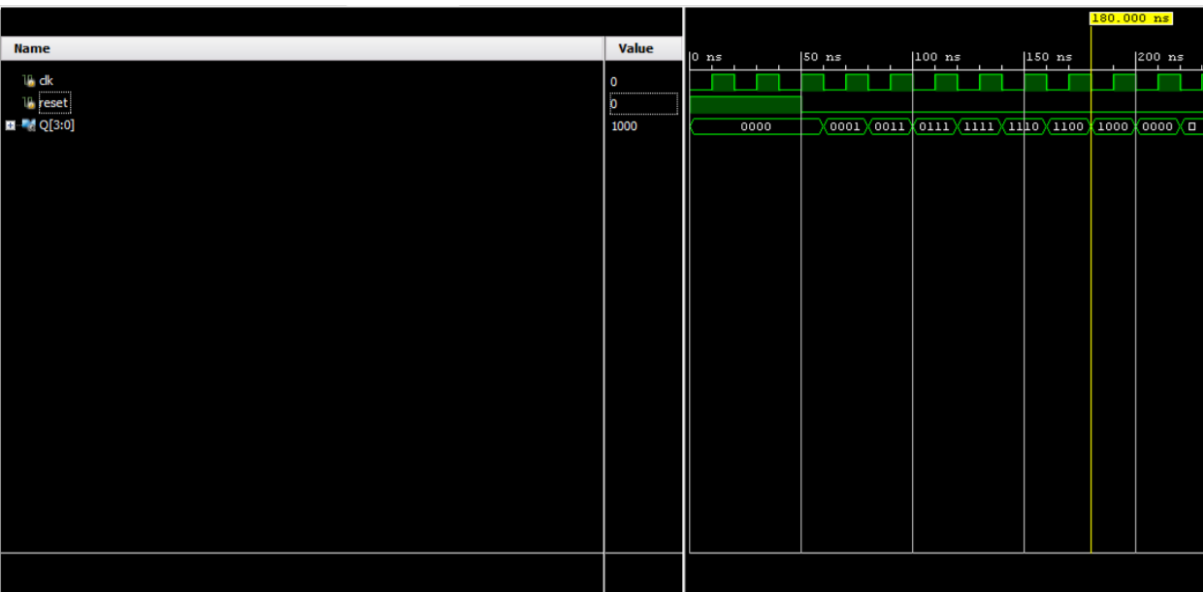 180.000 ns
Name Value
0 ns 50 ns 100 ns 150 ns 200 ns
clk 0
reset 0
Q[3:0] 1000 0000 0001 0011 0111 1111 1110 1100 1000 0000